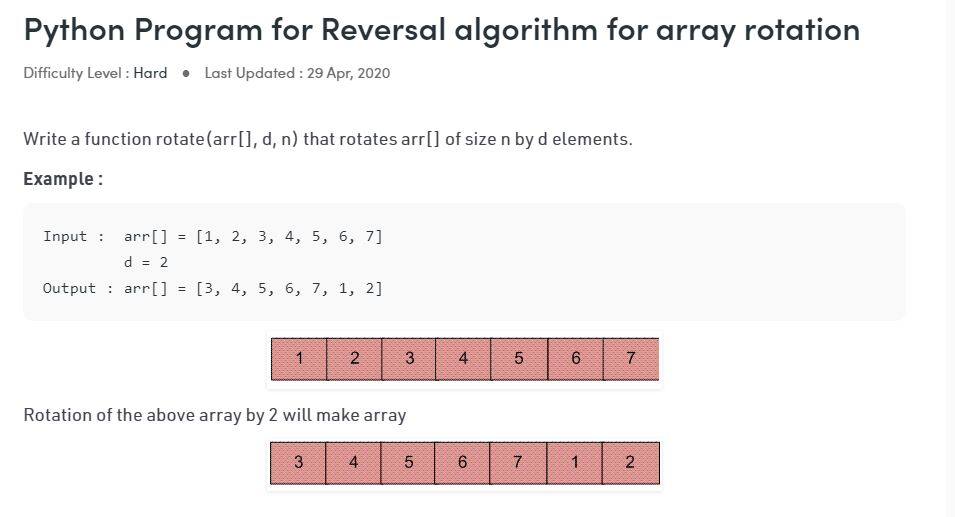 Python Program for Reversal algorithm for array rotation
Difficulty Level : Hard ● Last Updated : 29 Apr, 2020
Write a function rotate(arr[], d, n) that rotates arr[] of size n by d elements.
Example :
Input :  arr[] = [1, 2, 3, 4, 5, 6, 7]
         d = 2
Output : arr[] = [3, 4, 5, 6, 7, 1, 2]
1 2 3 4 5 6 7
Rotation of the above array by 2 will make array
3 4 5 6 7 1 2